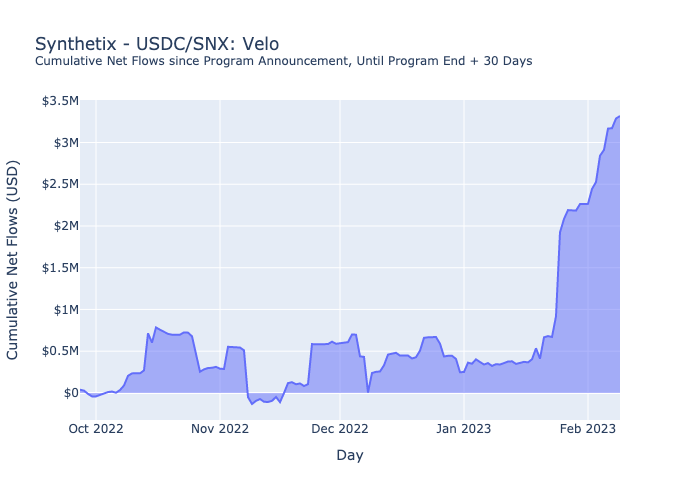 Synthetix - USDC/SNX: Velo
Cumulative Net Flows since Program Announcement, Until Program End + 30 Days
$3.5M
$3M
$2.5M
$2M
$1.5M
$1M
$0.5M
$0
Cumulative Net Flows (USD)
Oct 2022
Nov 2022
Dec 2022
Jan 2023
Feb 2023
Day